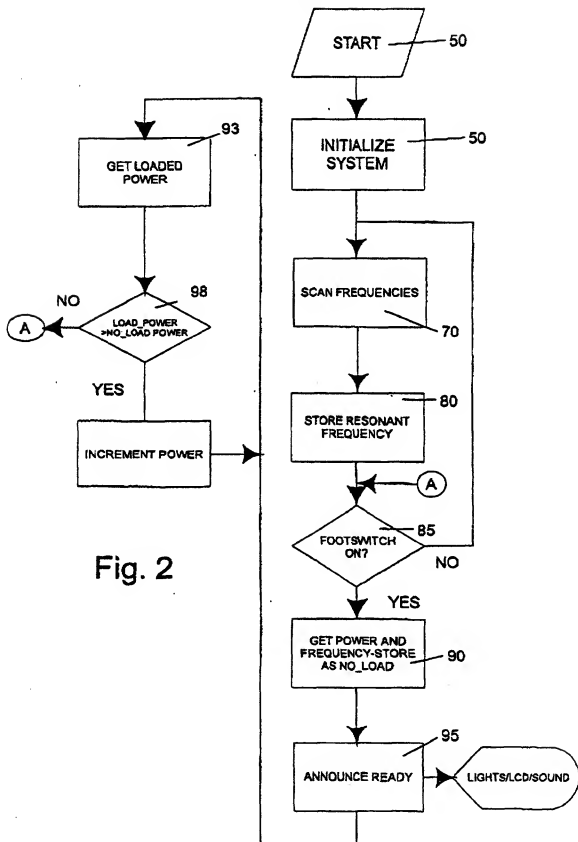 START
50
INITIALIZE
SYSTEM
50
SCAN FREQUENCIES
70
80
STORE RESONANT
FREQUENCY
A
85
FOOTSWITCH
ON?
NO
YES
GET POWER AND
FREQUENCY-STORE
AS NO_LOAD
90
95
ANNOUNCE READY
LIGHTS/LCD/SOUND
93
GET LOADED
POWER
98
LOAD_POWER
>NO_LOAD POWER
NO
A
YES
INCREMENT POWER
Fig. 2